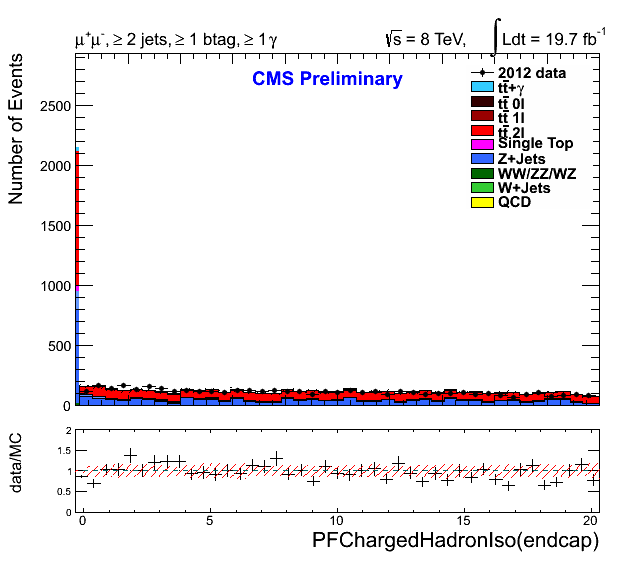 μ⁺μ⁻, ≥ 2 jets, ≥ 1 btag, ≥ 1 γ
√s = 8 TeV, ∫ Ldt = 19.7 fb⁻¹
CMS Preliminary
2012 data
tt̄+γ
tt̄ 0l
tt̄ 1l
tt̄ 2l
Single Top
Z+Jets
WW/ZZ/WZ
W+Jets
QCD
Number of Events
2500
2000
1500
1000
500
0
data/MC
2
1.5
1
0.5
0
0 5 10 15 20
PFChargedHadronIso(endcap)